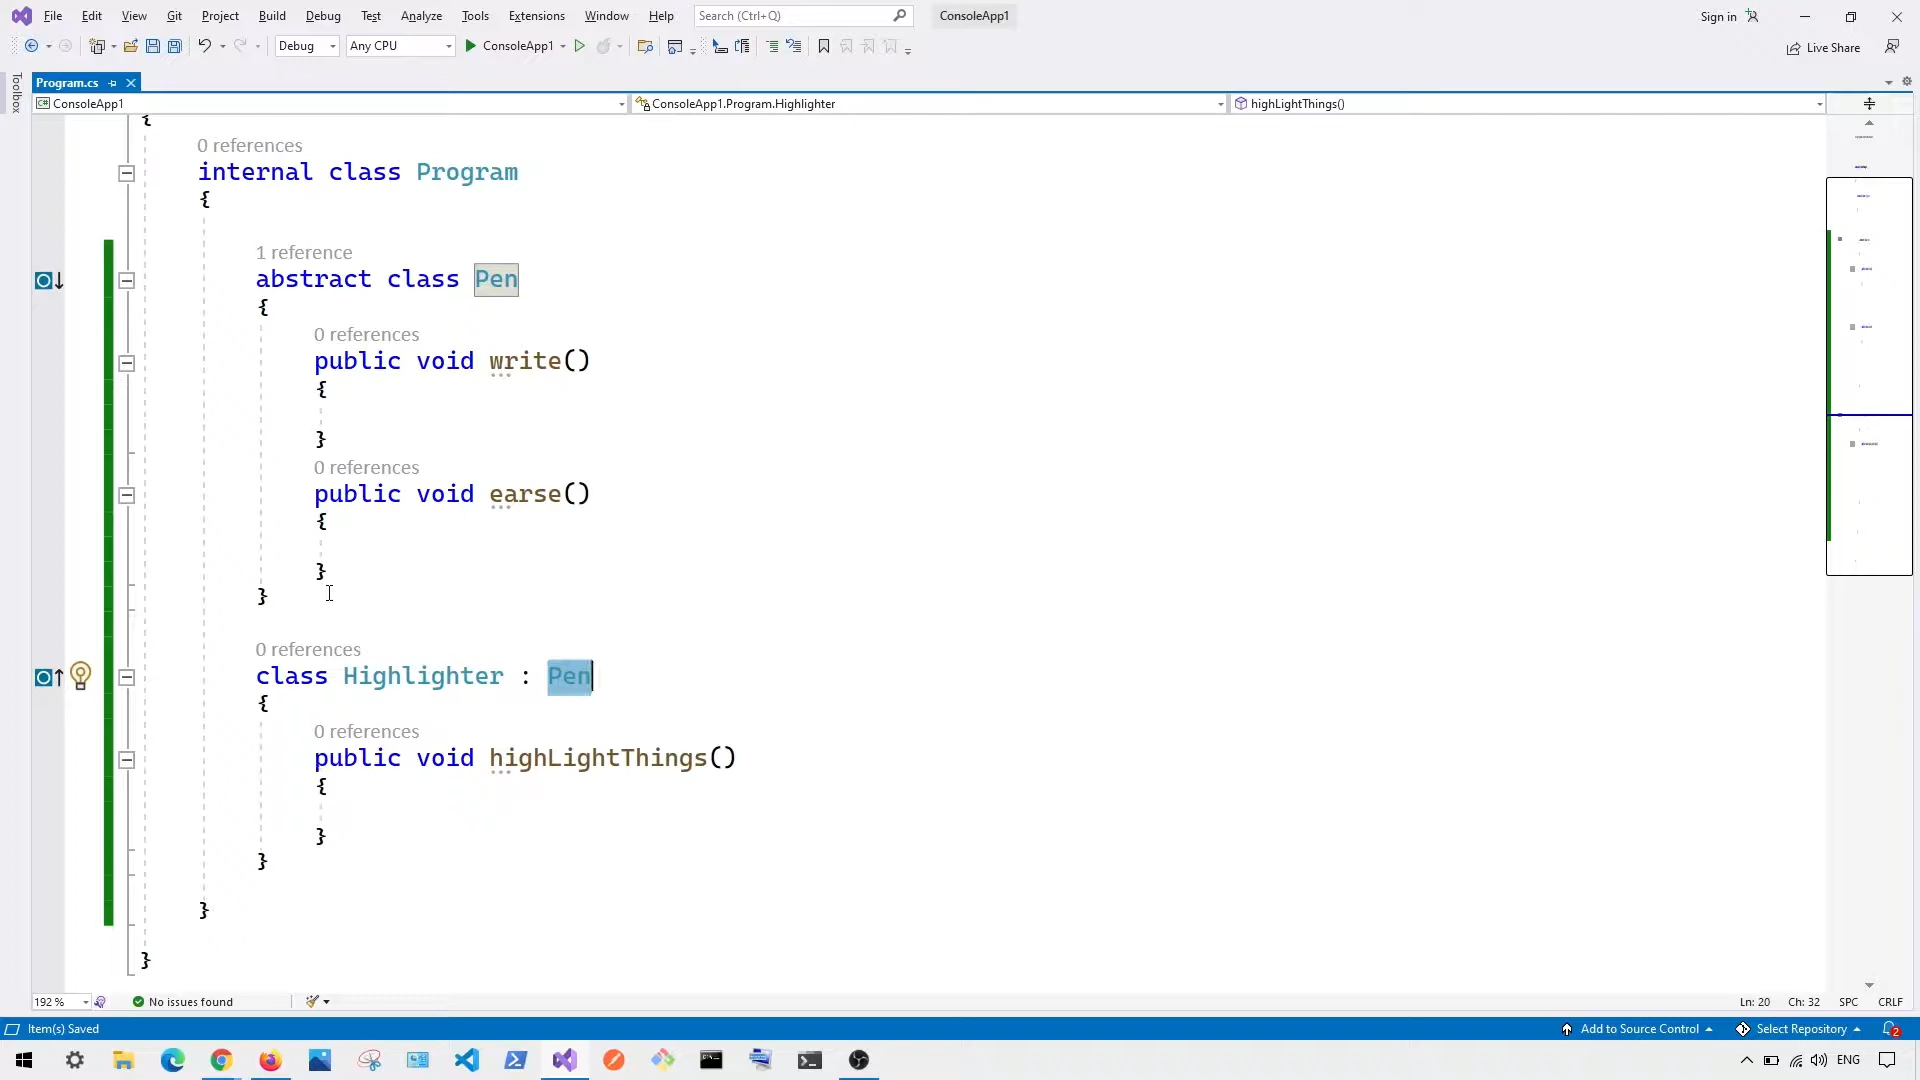 File Edit View Git Project Build Debug Test Analyze Tools Extensions Window Help Search (Ctrl+Q) ConsoleApp1 Sign in
Debug Any CPU ConsoleApp1 Live Share
Toolbox
Program.cs
ConsoleApp1 ConsoleApp1.Program.Highlighter highLightThings()
{
0 references
internal class Program
{
1 reference
abstract class Pen
{
0 references
public void write()
{
}
0 references
public void earse()
{
}
}
0 references
class Highlighter : Pen
{
0 references
public void highLightThings()
{
}
}
}
}
192 % No issues found Ln: 20 Ch: 32 SPC CRLF
Item(s) Saved Add to Source Control Select Repository 2
ENG